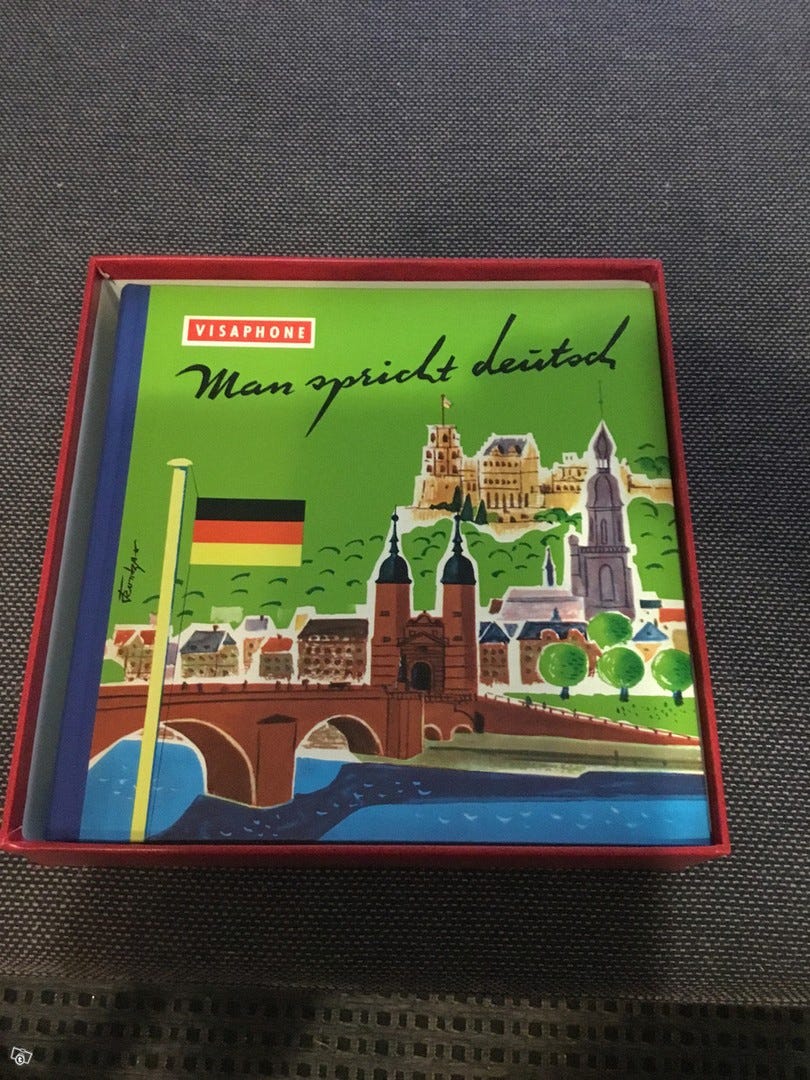 VISAPHONE
Man spricht deutsch